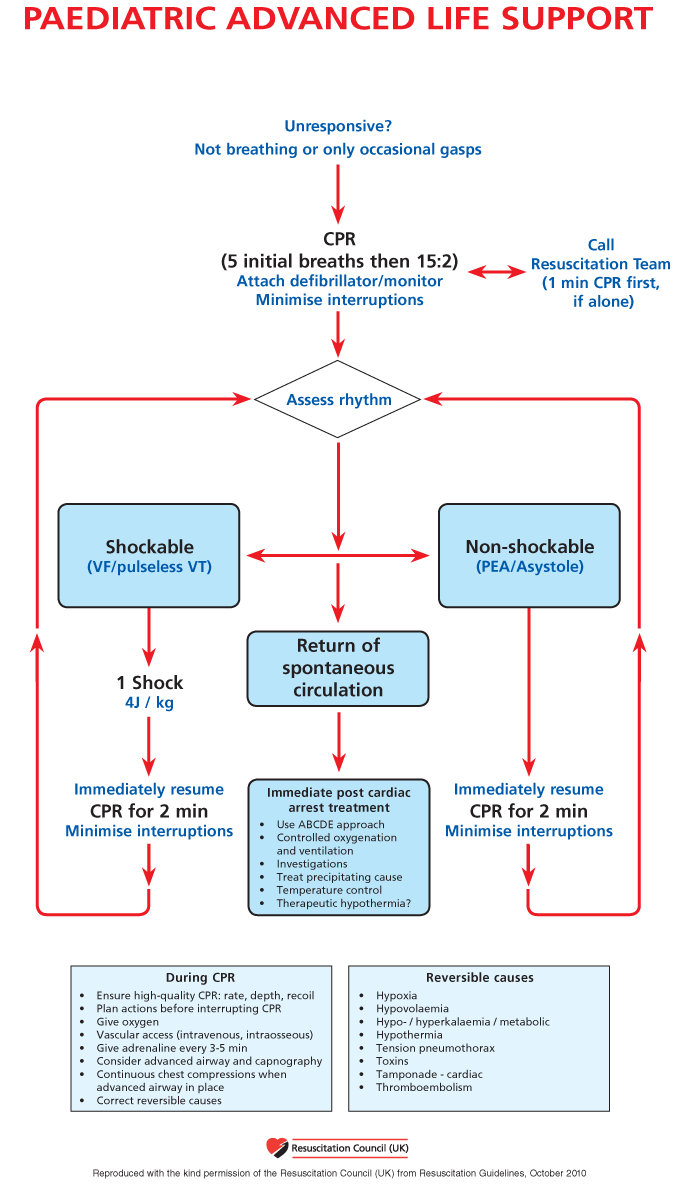 PAEDIATRIC ADVANCED LIFE SUPPORT
Unresponsive?
Not breathing or only occasional gasps
CPR
(5 initial breaths then 15:2)
Attach defibrillator/monitor
Minimise interruptions
Call
Resuscitation Team
(1 min CPR first,
if alone)
Assess rhythm
Shockable
(VF/pulseless VT)
Non-shockable
(PEA/Asystole)
Return of
spontaneous
circulation
1 Shock
4J / kg
Immediately resume
CPR for 2 min
Minimise interruptions
Immediate post cardiac
arrest treatment
• Use ABCDE approach
• Controlled oxygenation
and ventilation
• Investigations
• Treat precipitating cause
• Temperature control
• Therapeutic hypothermia?
Immediately resume
CPR for 2 min
Minimise interruptions
During CPR
• Ensure high-quality CPR: rate, depth, recoil
• Plan actions before interrupting CPR
• Give oxygen
• Vascular access (intravenous, intraosseous)
• Give adrenaline every 3-5 min
• Consider advanced airway and capnography
• Continuous chest compressions when
advanced airway in place
• Correct reversible causes
Reversible causes
• Hypoxia
• Hypovolaemia
• Hypo- / hyperkalaemia / metabolic
• Hypothermia
• Tension pneumothorax
• Toxins
• Tamponade - cardiac
• Thromboembolism
Resuscitation Council (UK)
Reproduced with the kind permission of the Resuscitation Council (UK) from Resuscitation Guidelines, October 2010